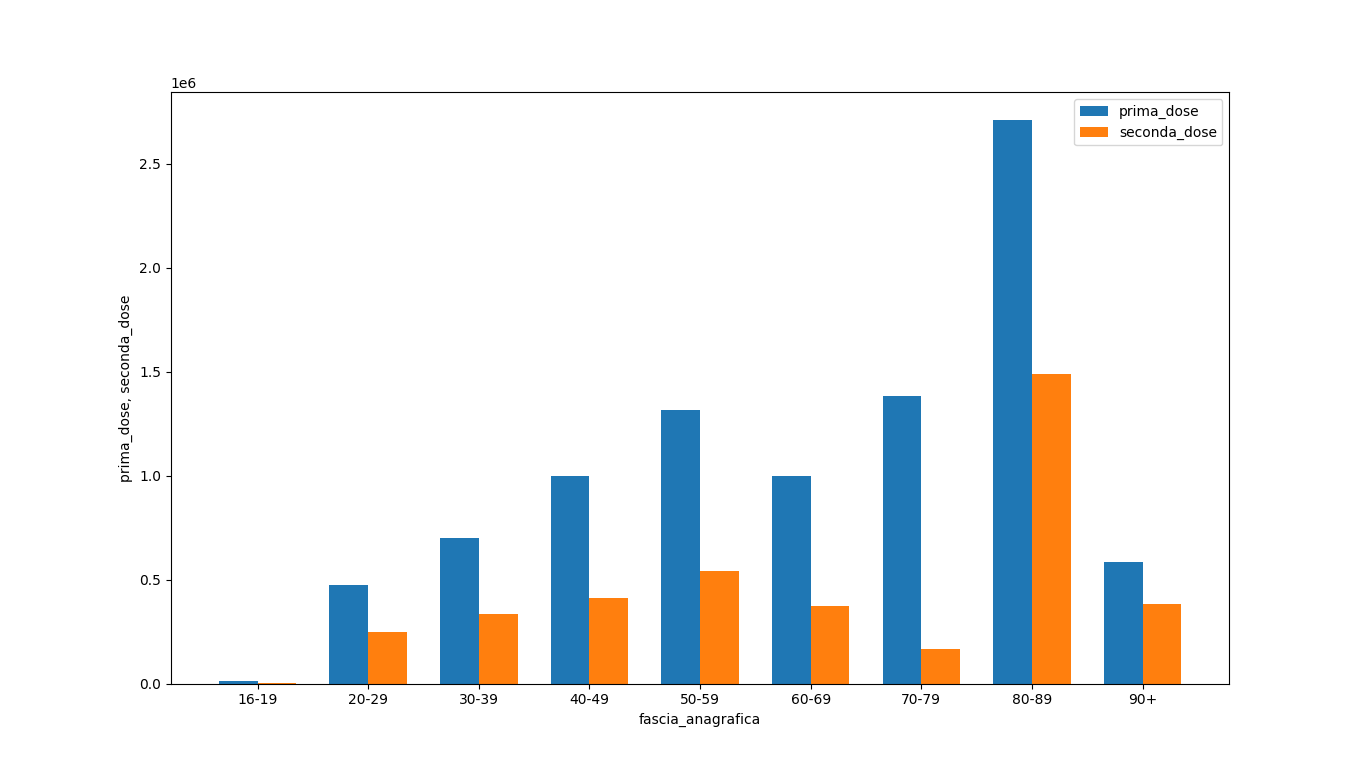 1e6
prima_dose
seconda_dose
2.5
2.0
1.5
1.0
0.5
0.0
prima_dose, seconda_dose
16-19 20-29 30-39 40-49 50-59 60-69 70-79 80-89 90+
fascia_anagrafica